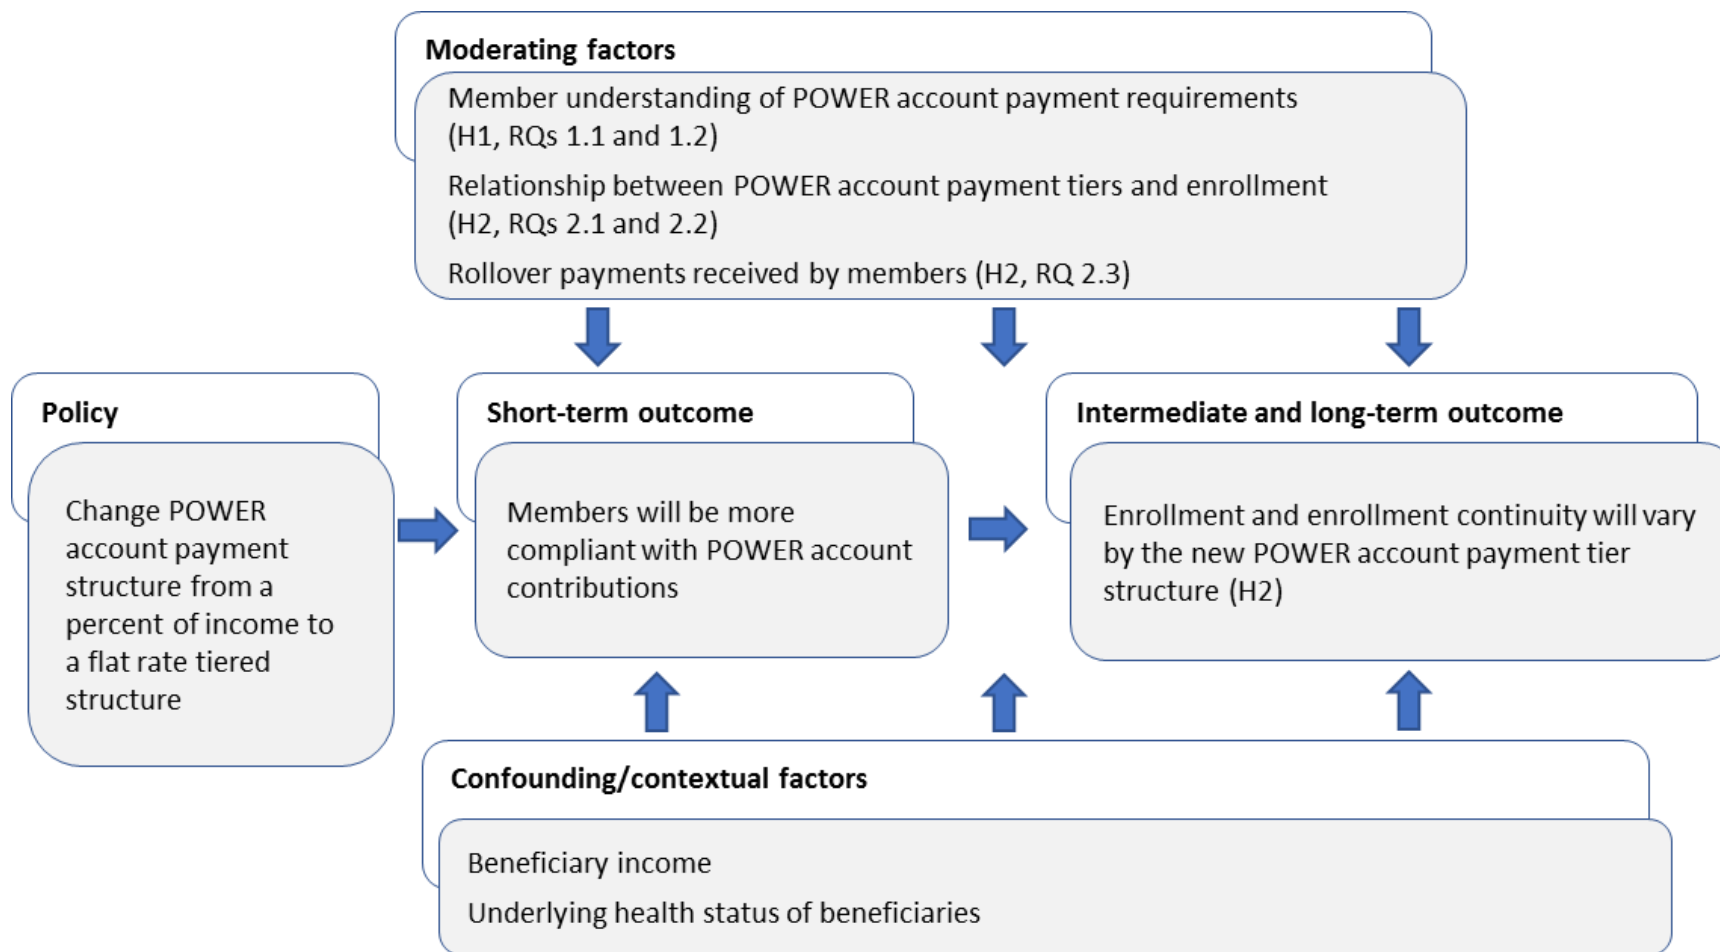 Moderating factors
Member understanding of POWER account payment requirements
(H1, RQs 1.1 and 1.2)
Relationship between POWER account payment tiers and enrollment
(H2, RQs 2.1 and 2.2)
Rollover payments received by members (H2, RQ 2.3)
Policy
Change POWER
account payment
structure from a
percent of income to
a flat rate tiered
structure
Short-term outcome
Members will be more
compliant with POWER account
contributions
Intermediate and long-term outcome
Enrollment and enrollment continuity will vary
by the new POWER account payment tier
structure (H2)
Confounding/contextual factors
Beneficiary income
Underlying health status of beneficiaries